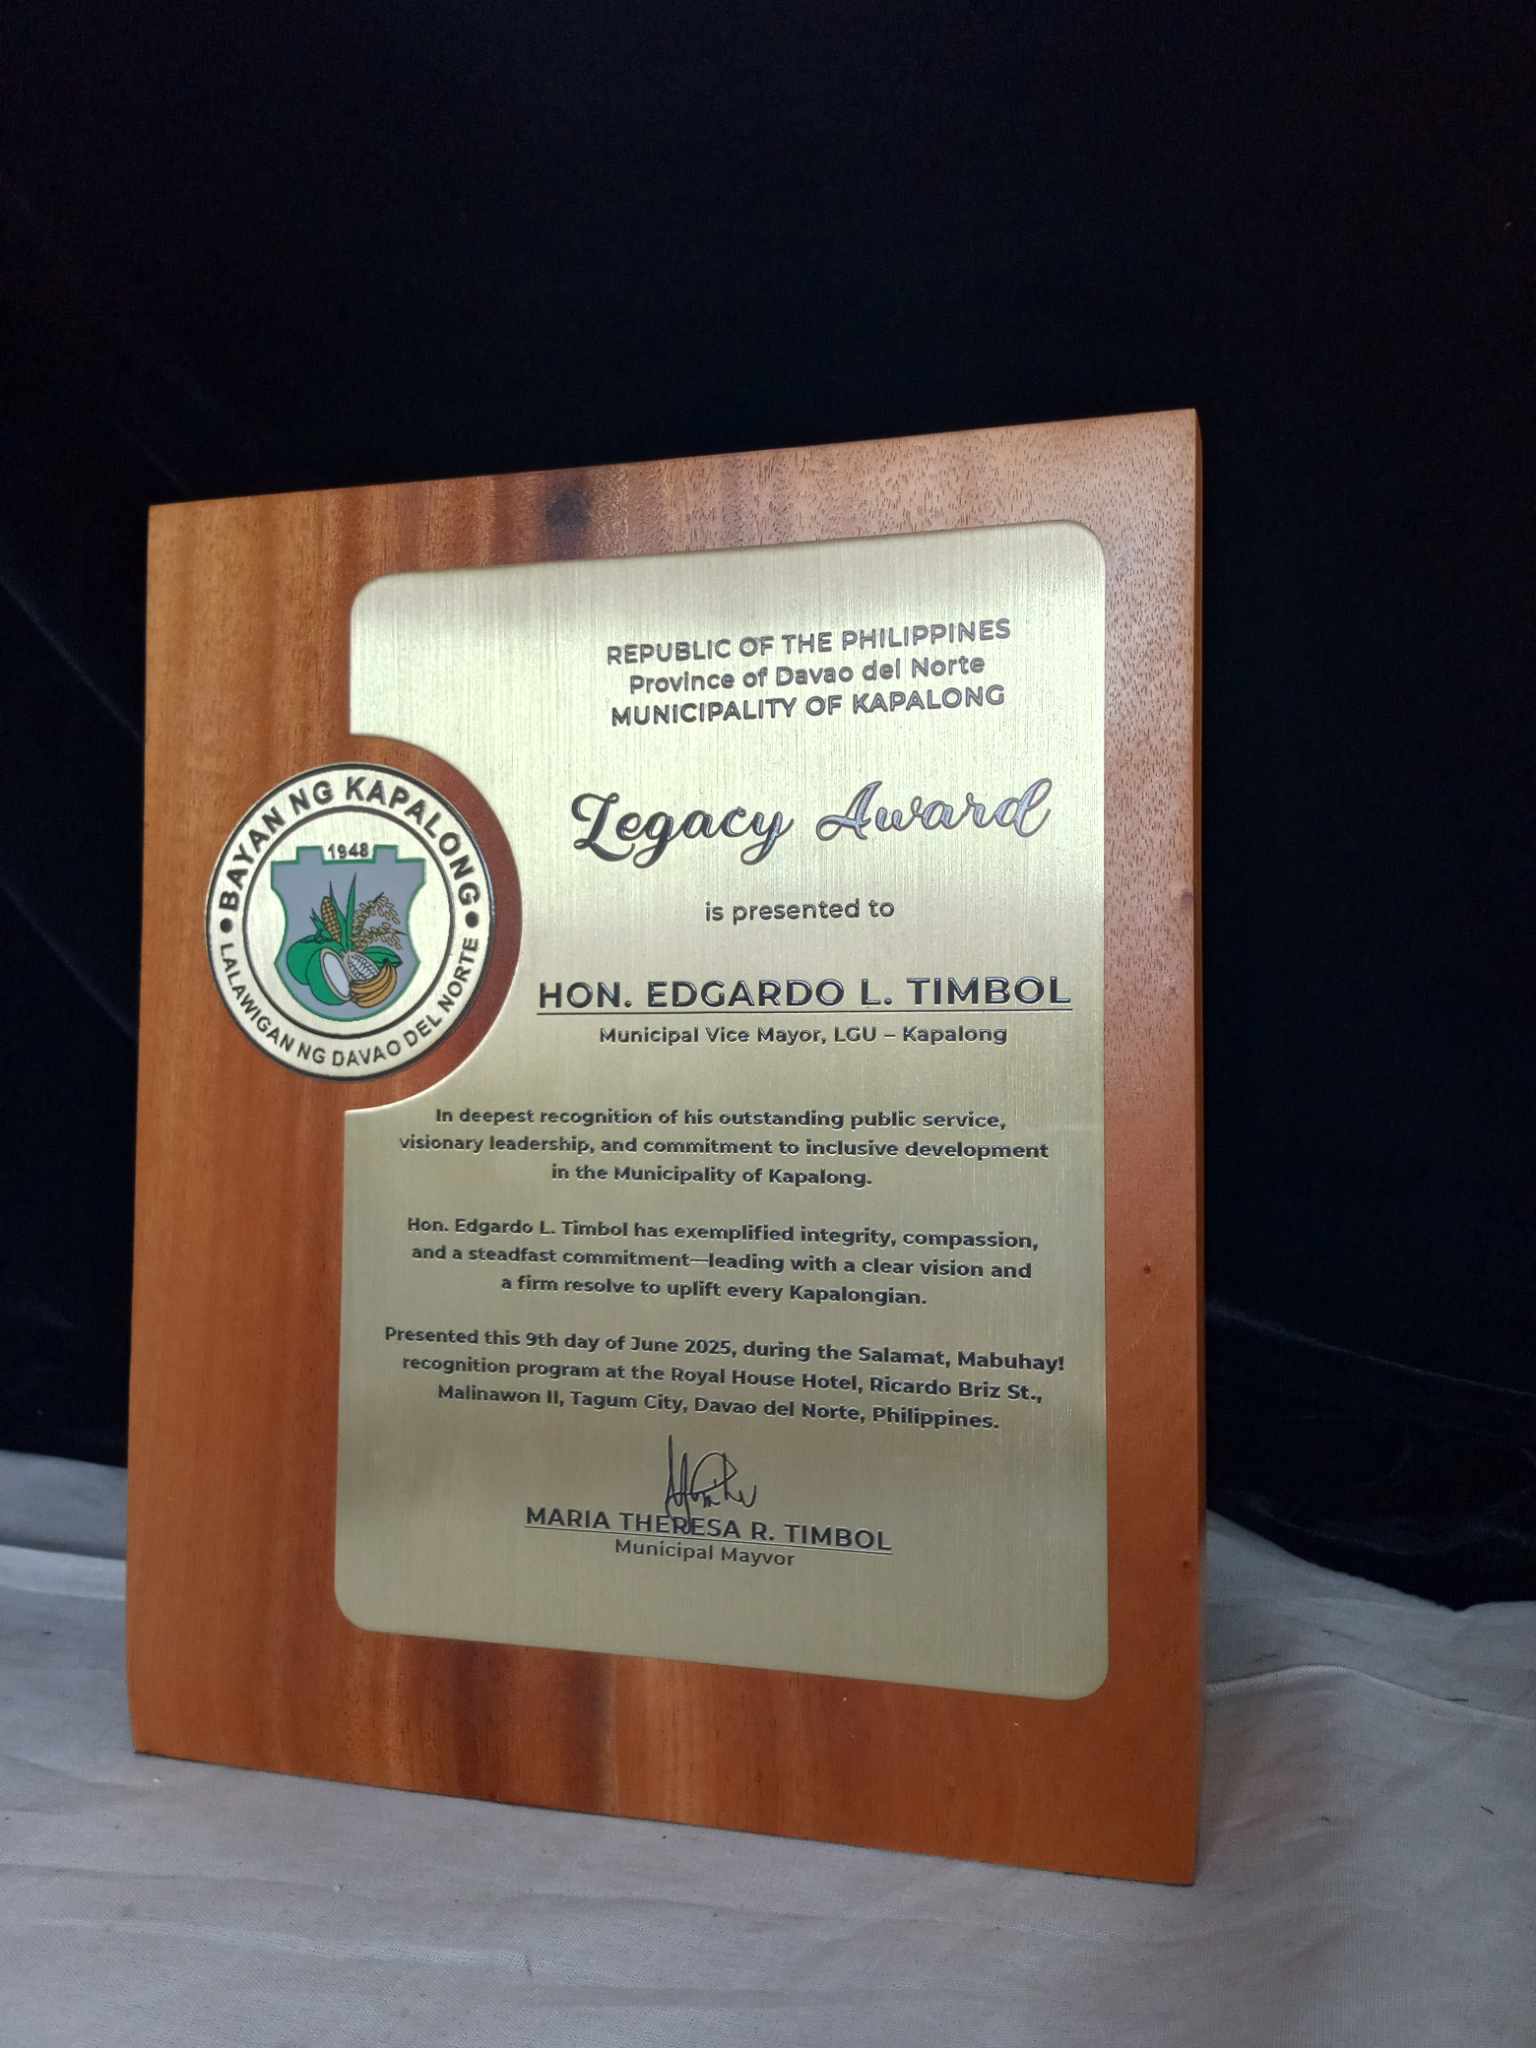 REPUBLIC OF THE PHILIPPINES
Province of Davao del Norte
MUNICIPALITY OF KAPALONG
BAYAN NG KAPALONG
1948
LALAWIGAN NG DAVAO DEL NORTE
Legacy Award
is presented to
HON. EDGARDO L. TIMBOL
Municipal Vice Mayor, LGU – Kapalong
In deepest recognition of his outstanding public service,
visionary leadership, and commitment to inclusive development
in the Municipality of Kapalong.
Hon. Edgardo L. Timbol has exemplified integrity, compassion,
and a steadfast commitment—leading with a clear vision and
a firm resolve to uplift every Kapalongian.
Presented this 9th day of June 2025, during the Salamat, Mabuhay!
recognition program at the Royal House Hotel, Ricardo Briz St.,
Malinawon II, Tagum City, Davao del Norte, Philippines.
MARIA THERESA R. TIMBOL
Municipal Mayvor